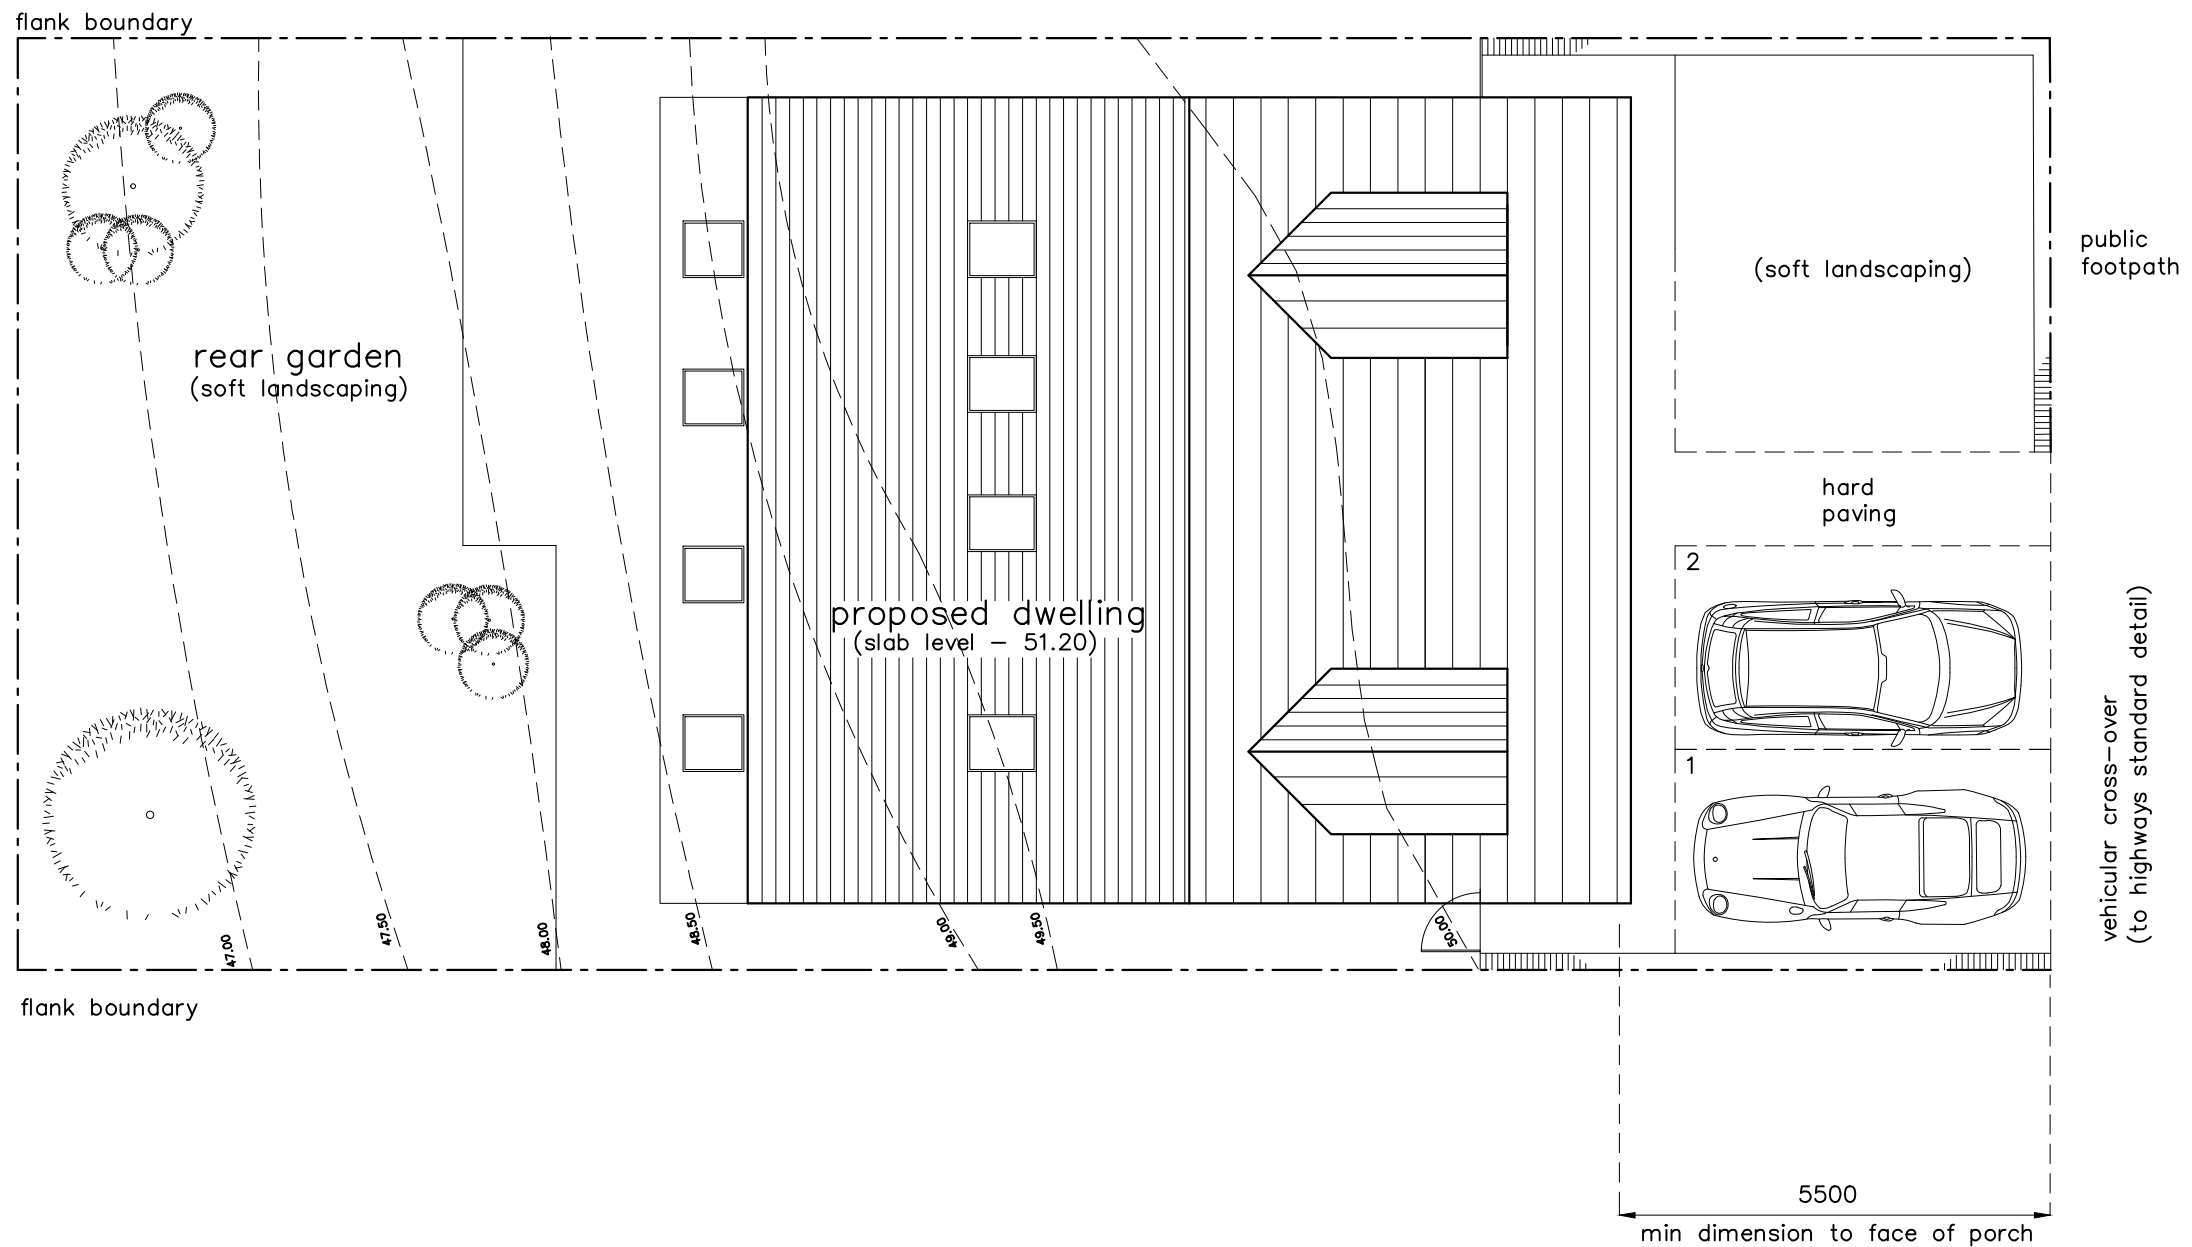 flank boundary
rear garden
(soft landscaping)
proposed dwelling
(slab level - 51.20)
(soft landscaping)
public
footpath
hard
paving
2
1
vehicular cross-over
(to highways standard detail)
47.00
47.50
48.00
48.50
49.00
49.50
50.00
flank boundary
5500
min dimension to face of porch